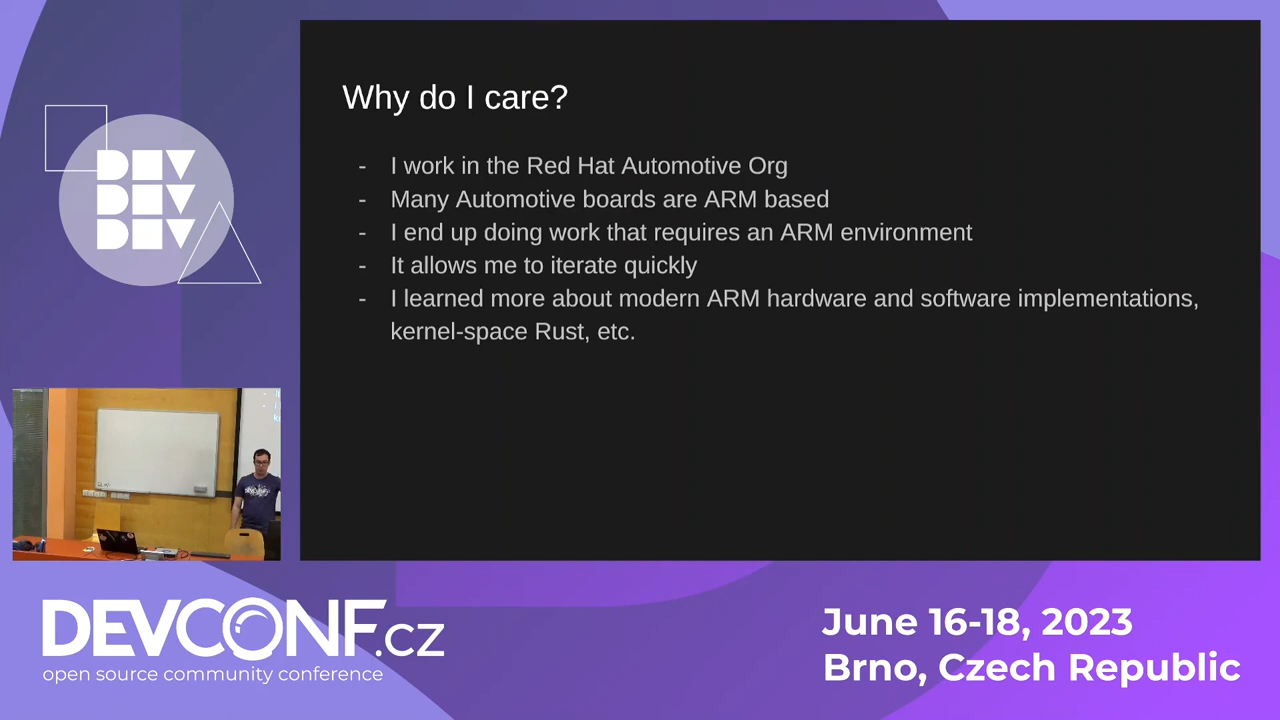 Why do I care?
- I work in the Red Hat Automotive Org
- Many Automotive boards are ARM based
- I end up doing work that requires an ARM environment
- It allows me to iterate quickly
- I learned more about modern ARM hardware and software implementations,
kernel-space Rust, etc.
DEV
DEV
DEV
DEVCONF
DEVCONF.CZ
open source community conference
June 16-18, 2023
Brno, Czech Republic